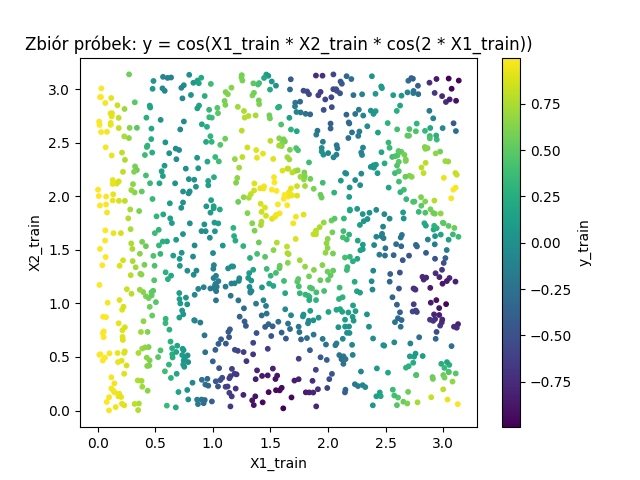 Zbiór próbek: y = cos(X1_train * X2_train * cos(2 * X1_train))
3.0
2.5
2.0
1.5
1.0
0.5
0.0
X2_train
0.0 0.5 1.0 1.5 2.0 2.5 3.0
X1_train
0.75
0.50
0.25
0.00
−0.25
−0.50
−0.75
y_train